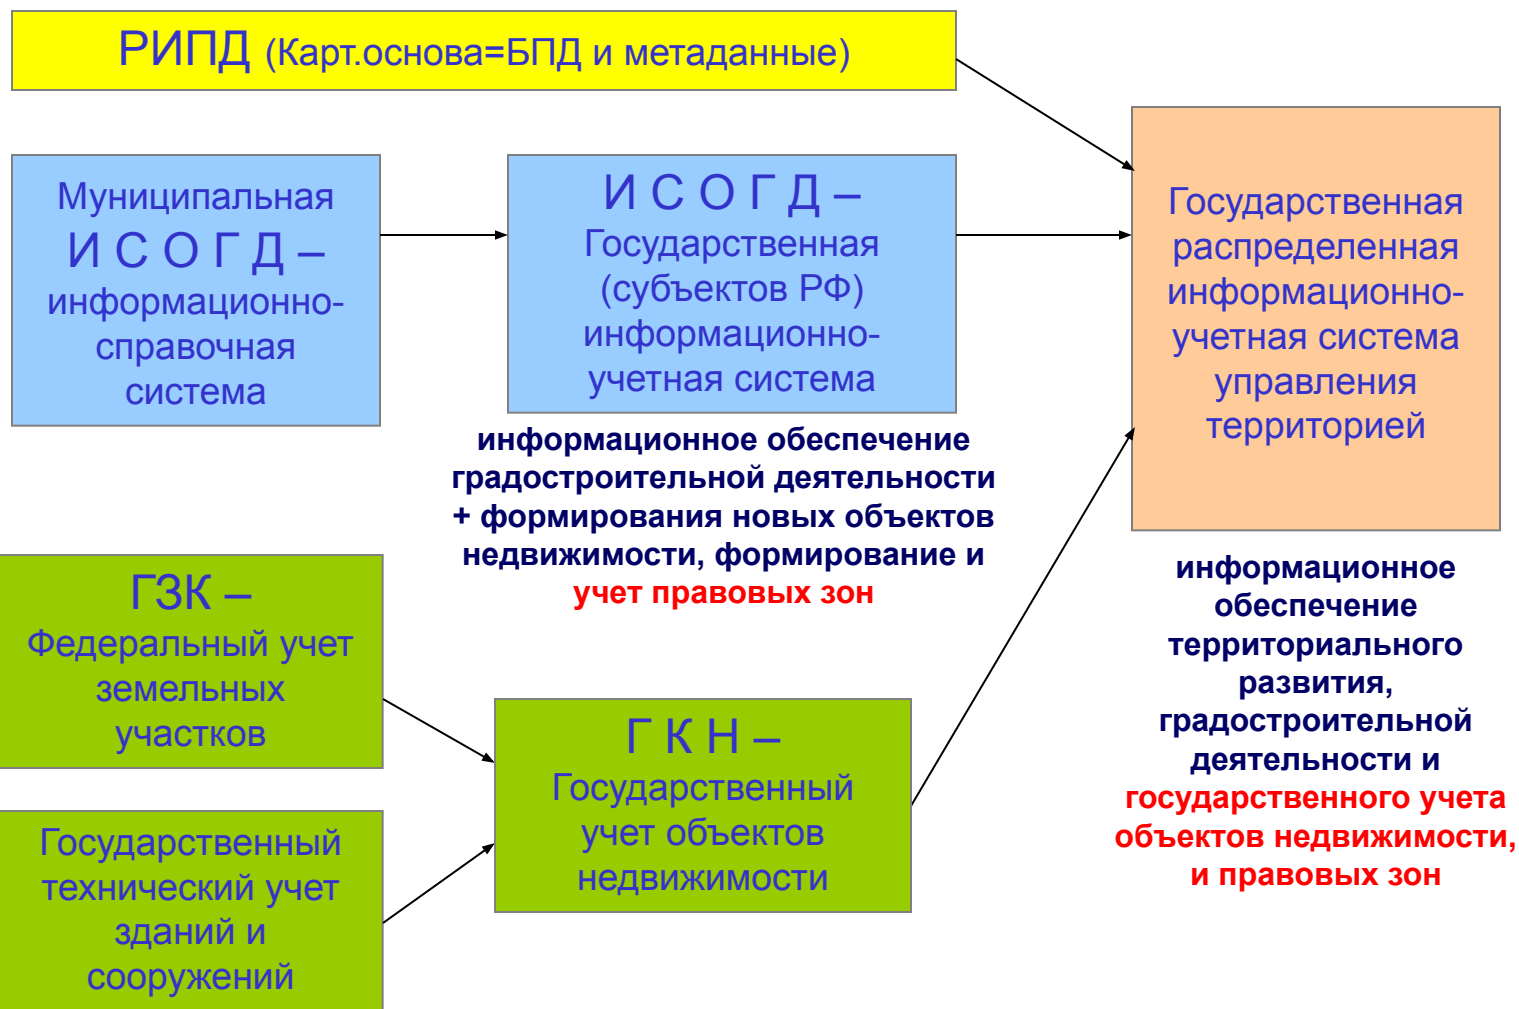 РИПД (Карт.основа=БПД и метаданные)
Муниципальная
И С О Г Д –
информационно-
справочная
система
И С О Г Д –
Государственная
(субъектов РФ)
информационно-
учетная система
информационное обеспечение
градостроительной деятельности
+ формирования новых объектов
недвижимости, формирование и
учет правовых зон
Государственная
распределенная
информационно-
учетная система
управления
территорией
информационное
обеспечение
территориального
развития,
градостроительной
деятельности и
государственного учета
объектов недвижимости,
и правовых зон
ГЗК –
Федеральный учет
земельных
участков
Государственный
технический учет
зданий и
сооружений
Г К Н –
Государственный
учет объектов
недвижимости